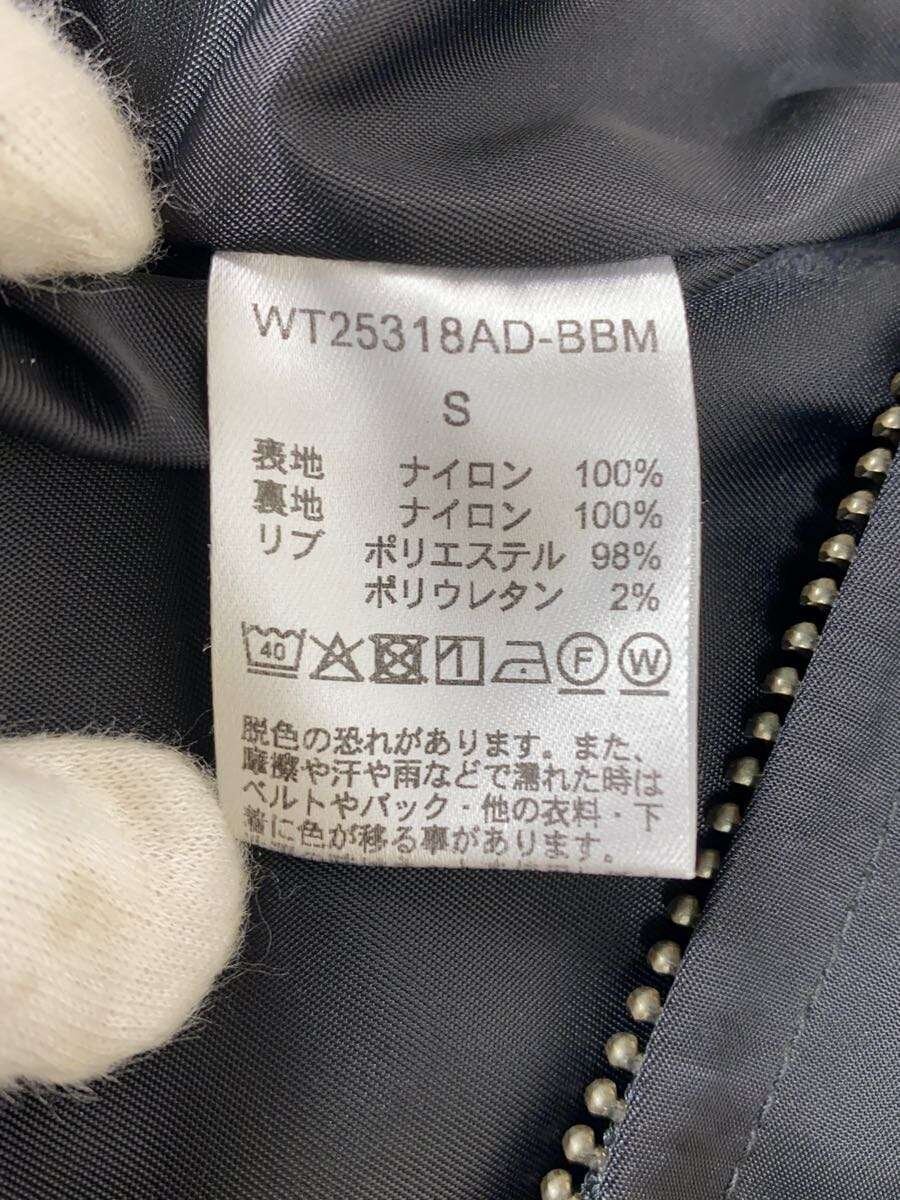 WT25318AD-BBM
S
表地 ナイロン 100%
裏地 ナイロン 100%
リブ ポリエステル 98%
ポリウレタン 2%
40 1 F W
脱色の恐れがあります。また、
摩擦や汗や雨などで濡れた時は
ベルトやバック・他の衣料・下
着に色が移る事があります。